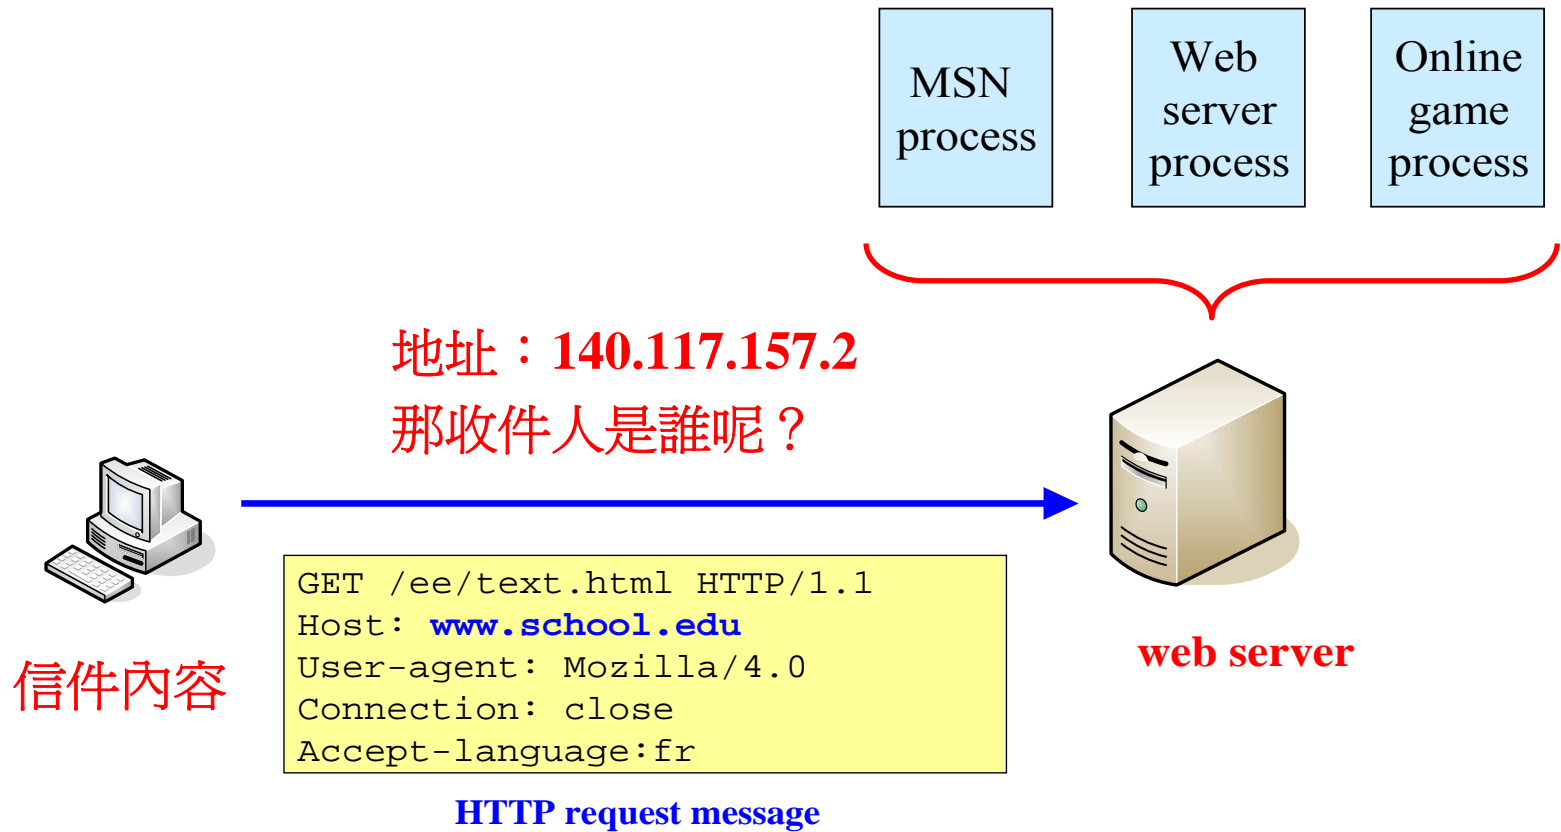 MSN
process
Web
server
process
Online
game
process
地址：140.117.157.2
那收件人是誰呢？
GET /ee/text.html HTTP/1.1
Host: www.school.edu
User-agent: Mozilla/4.0
Connection: close
Accept-language:fr
信件內容
web server
HTTP request message